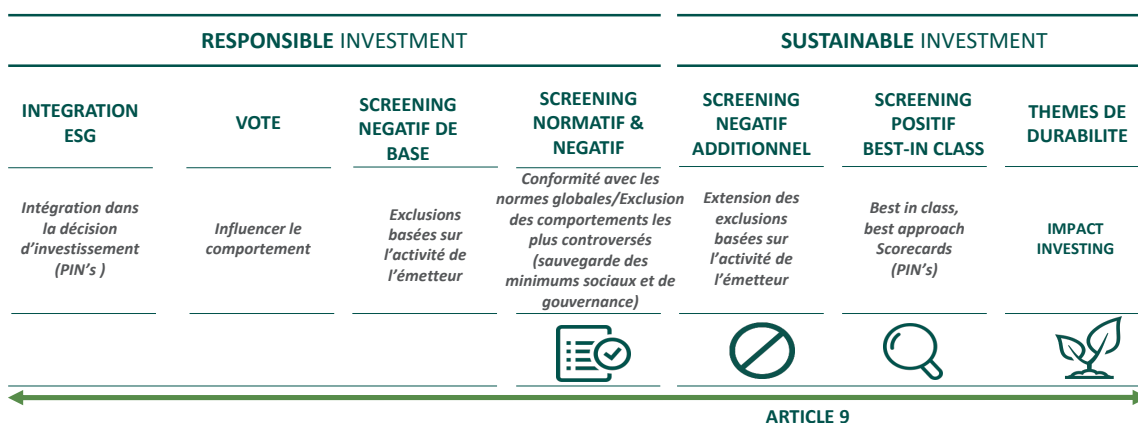 RESPONSIBLE INVESTMENT
SUSTAINABLE INVESTMENT
INTEGRATION
ESG
VOTE
SCREENING
NEGATIF DE
BASE
SCREENING
NORMATIF &
NEGATIF
SCREENING
NEGATIF
ADDITIONNEL
SCREENING
POSITIF
BEST-IN CLASS
THEMES DE
DURABILITE
Intégration dans
la décision
d’investissement
(PIN’s )
Influencer le
comportement
Exclusions
basées sur
l’activité de
l’émetteur
Conformité avec les
normes globales/Exclusion
des comportements les
plus controversés
(sauvegarde des
minimums sociaux et de
gouvernance)
Extension des
exclusions
basées sur
l’activité de
l’émetteur
Best in class,
best approach
Scorecards
(PIN’s)
IMPACT
INVESTING
ARTICLE 9